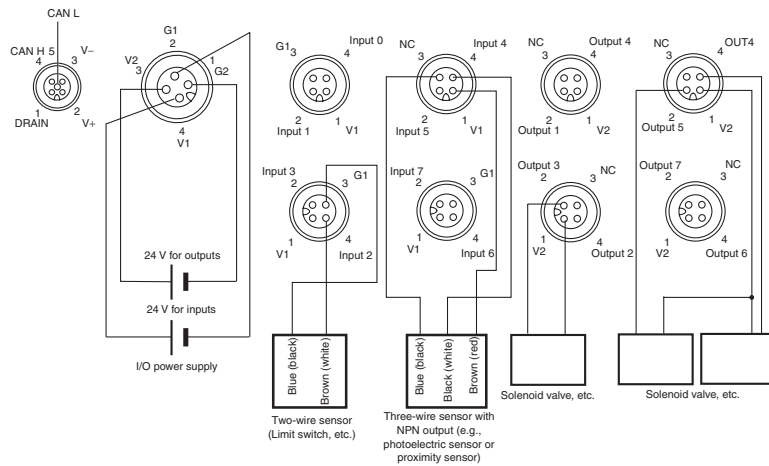 CAN L
CAN H 5
4
3
V–
1
DRAIN
2
V+
G1
2
V2
3
1
G2
4
V1
24 V for outputs
24 V for inputs
I/O power supply
G1
3
Input 0
4
2
Input 1
1
V1
NC
3
Input 4
4
2
Input 5
1
V1
NC
3
Output 4
4
2
Output 1
1
V2
NC
3
OUT4
4
2
Output 5
1
V2
Input 3
2
G1
3
1
V1
4
Input 2
Input 7
2
G1
3
1
V1
4
Input 6
Output 3
2
NC
3
1
V2
4
Output 2
Output 7
2
NC
3
1
V2
4
Output 6
Blue (black)
Brown (white)
Two-wire sensor
(Limit switch, etc.)
Blue (black)
Black (white)
Brown (red)
Three-wire sensor with
NPN output (e.g.,
photoelectric sensor or
proximity sensor)
Solenoid valve, etc.
Solenoid valve, etc.